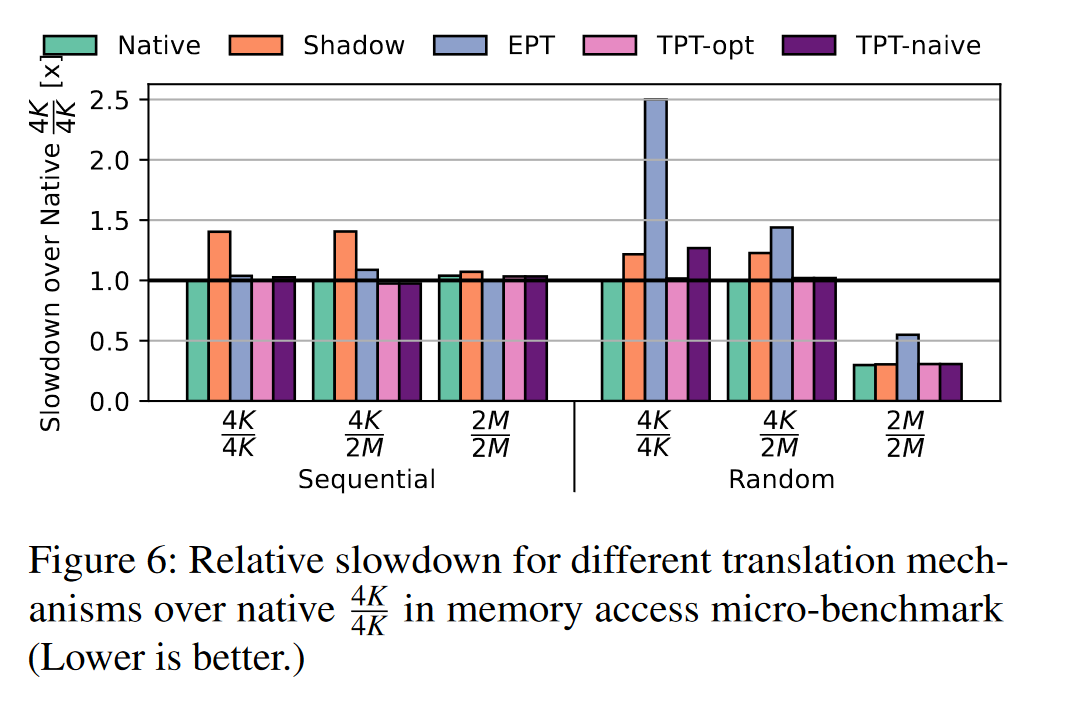 Native Shadow EPT TPT-opt TPT-naive
Slowdown over Native 4K/4K [x]
2.5
2.0
1.5
1.0
0.5
0.0
4K/4K 4K/2M 2M/2M 4K/4K 4K/2M 2M/2M
Sequential Random
Figure 6: Relative slowdown for different translation mech-
anisms over native 4K/4K in memory access micro-benchmark
(Lower is better.)